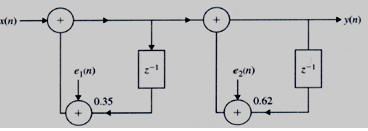 x(n)
+
+
y(n)
e₁(n)
z⁻¹
e₂(n)
z⁻¹
0.35
0.62
+
+